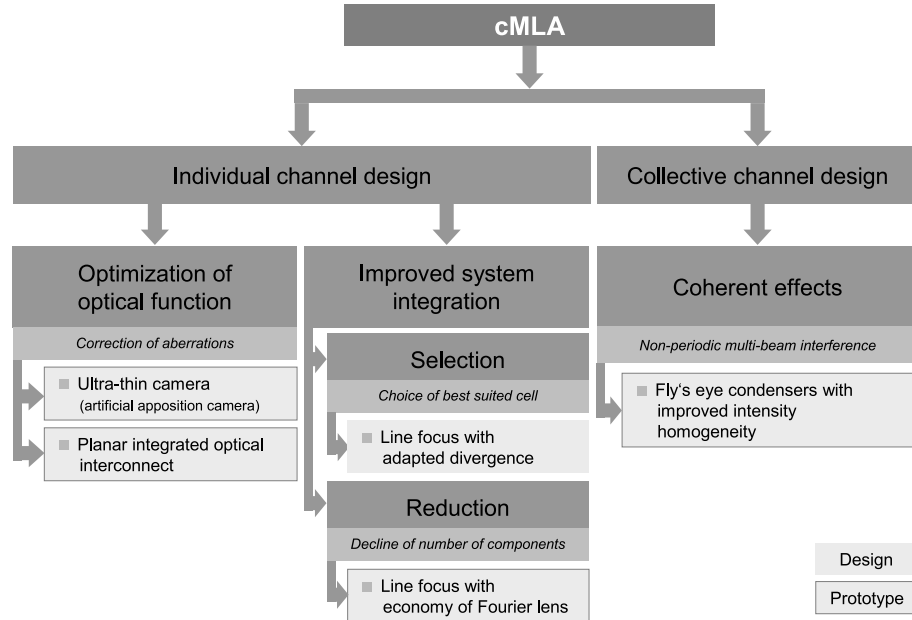 cMLA
Individual channel design
Collective channel design
Optimization of
optical function
Correction of aberrations
Ultra-thin camera
(artificial apposition camera)
Planar integrated optical
interconnect
Improved system
integration
Selection
Choice of best suited cell
Line focus with
adapted divergence
Reduction
Decline of number of components
Line focus with
economy of Fourier lens
Coherent effects
Non-periodic multi-beam interference
Fly‘s eye condensers with
improved intensity
homogeneity
Design
Prototype